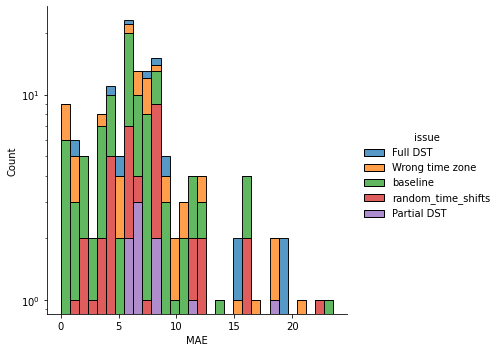 10¹
10⁰
Count
0
5
10
15
20
MAE
issue
Full DST
Wrong time zone
baseline
random_time_shifts
Partial DST